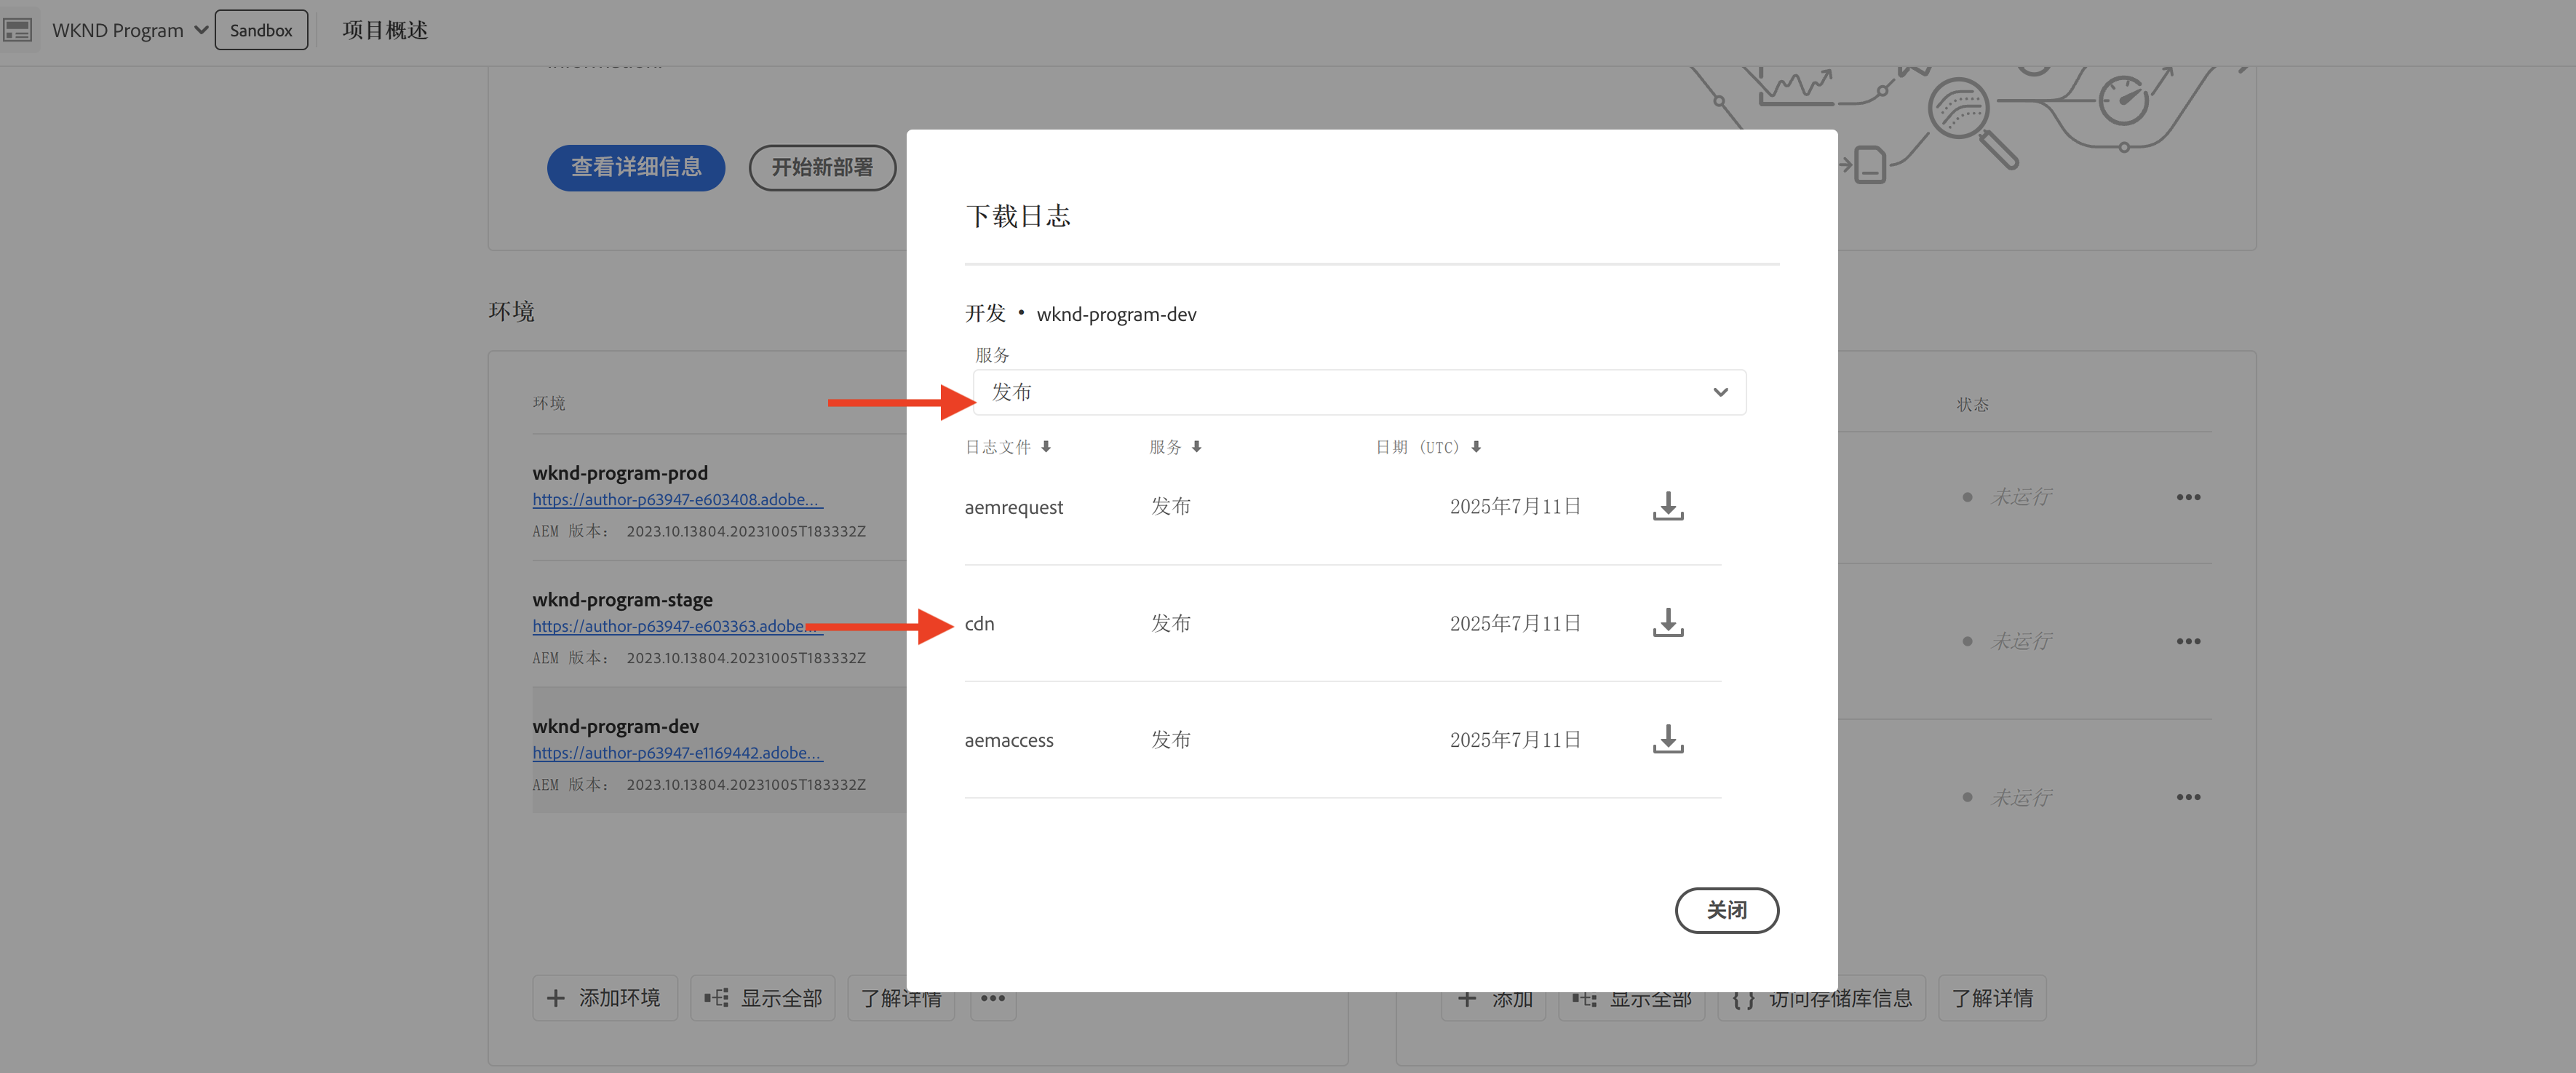 WKND Program Sandbox 项目概述
查看详细信息 开始新部署
环境
环境
wknd-program-prod
https://author-p63947-e603408.adobe...
AEM 版本： 2023.10.13804.20231005T183332Z
wknd-program-stage
https://author-p63947-e603363.adobe...
AEM 版本： 2023.10.13804.20231005T183332Z
wknd-program-dev
https://author-p63947-e1169442.adobe...
AEM 版本： 2023.10.13804.20231005T183332Z
添加环境 显示全部 了解详情
下载日志
开发 • wknd-program-dev
服务
发布
日志文件 服务 日期 (UTC)
aemrequest 发布 2025年7月11日
cdn 发布 2025年7月11日
aemaccess 发布 2025年7月11日
关闭
状态
未运行
未运行
未运行
添加 显示全部 访问存储库信息 了解详情